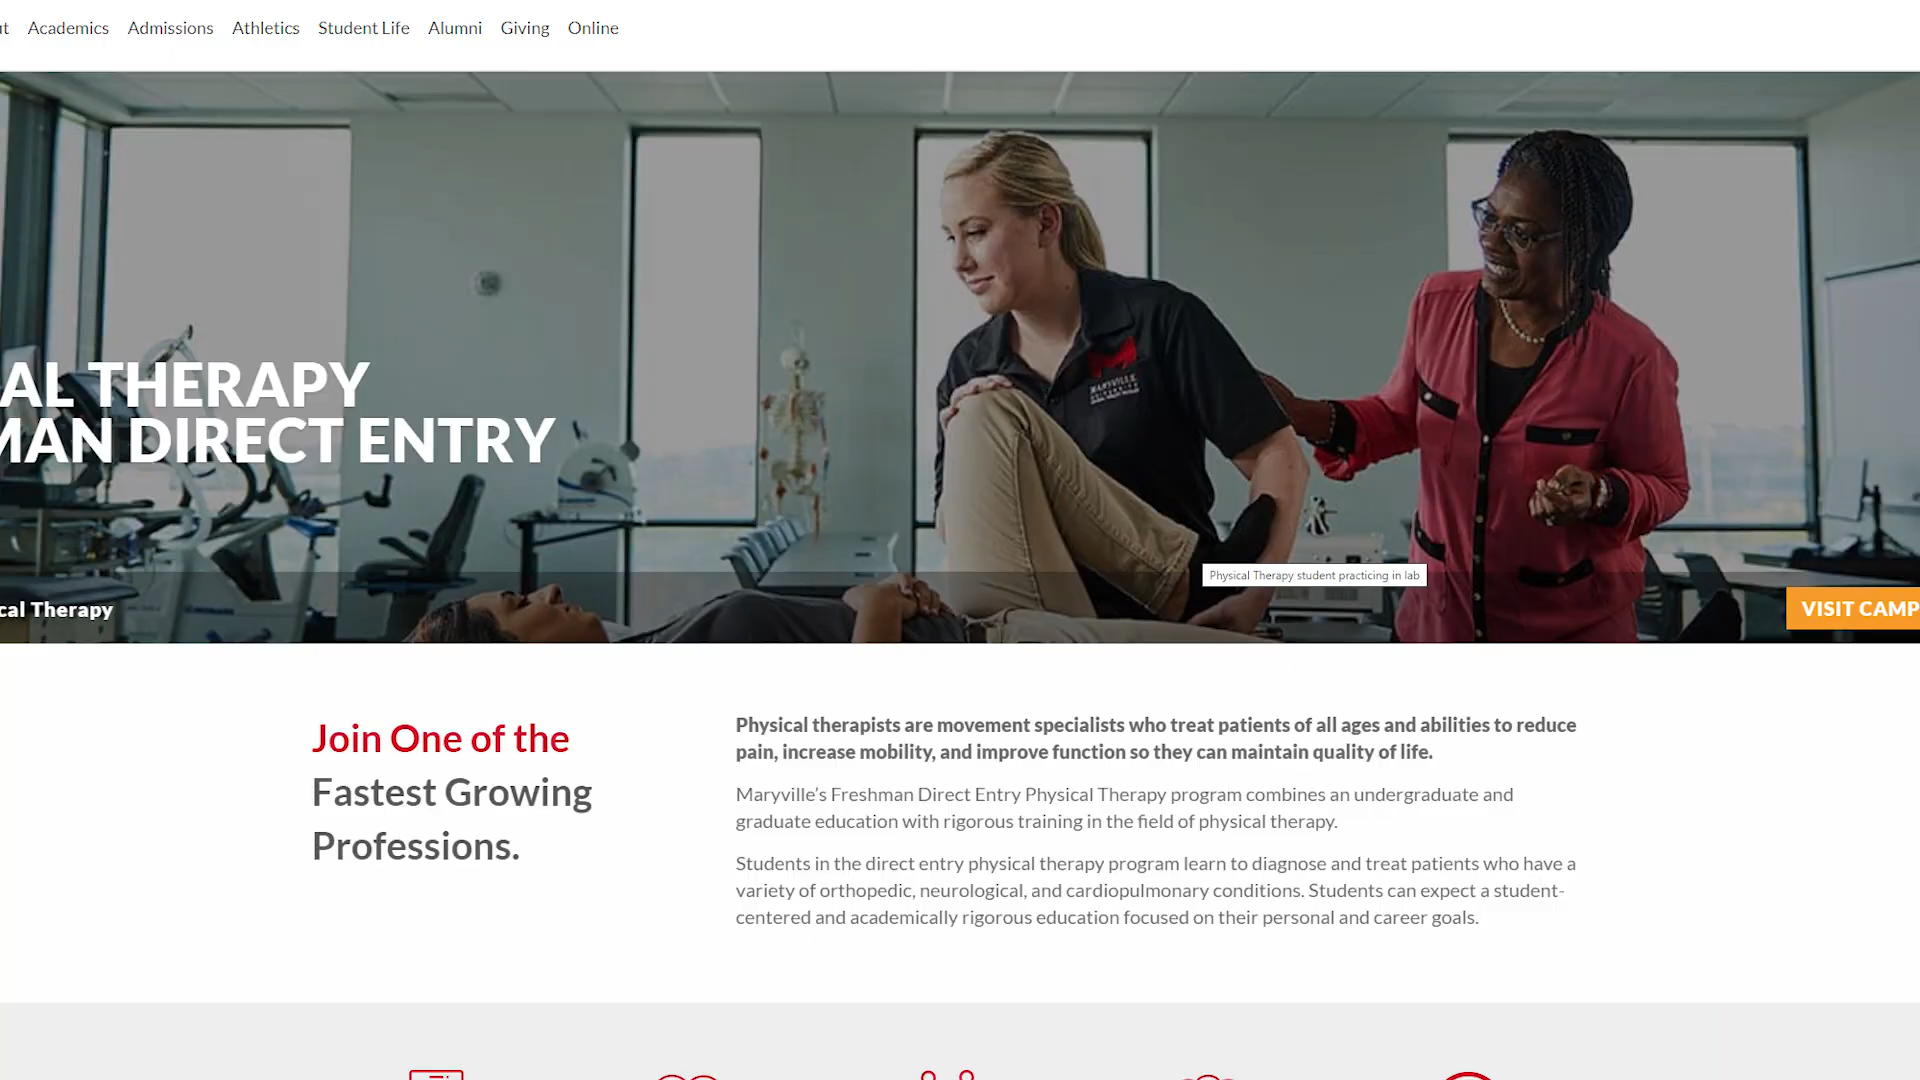 Academics Admissions Athletics Student Life Alumni Giving Online
AL THERAPY
MAN DIRECT ENTRY
MARYVILLE
UNIVERSITY
Physical Therapy student practicing in lab
cal Therapy
VISIT CAMP
Join One of the
Fastest Growing
Professions.
Physical therapists are movement specialists who treat patients of all ages and abilities to reduce
pain, increase mobility, and improve function so they can maintain quality of life.
Maryville’s Freshman Direct Entry Physical Therapy program combines an undergraduate and
graduate education with rigorous training in the field of physical therapy.
Students in the direct entry physical therapy program learn to diagnose and treat patients who have a
variety of orthopedic, neurological, and cardiopulmonary conditions. Students can expect a student-
centered and academically rigorous education focused on their personal and career goals.